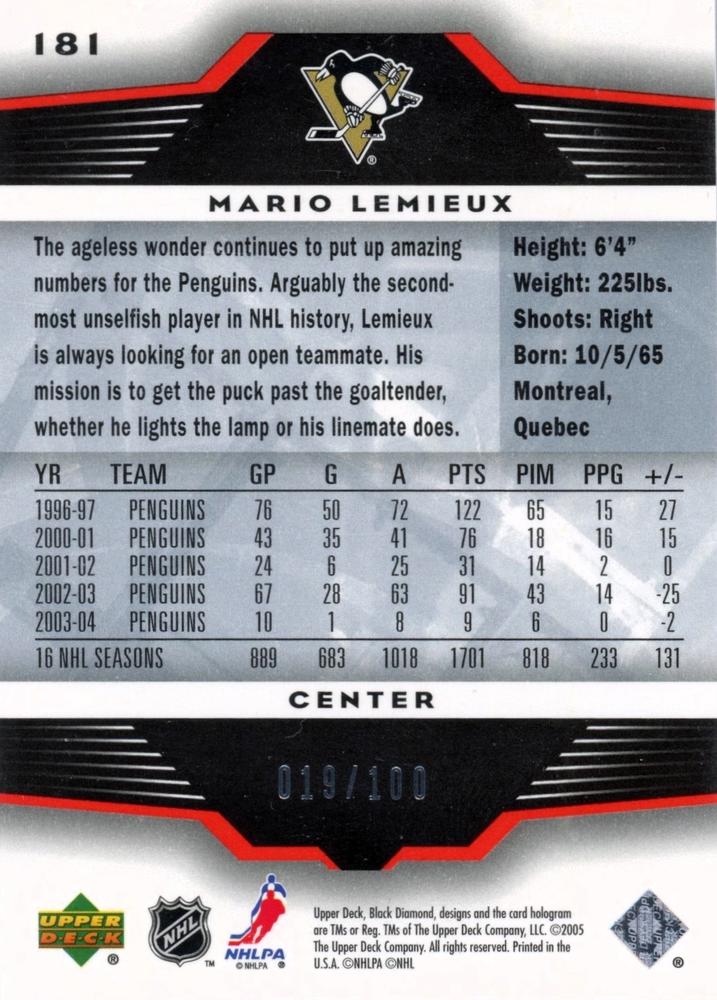 181
®
MARIO LEMIEUX
The ageless wonder continues to put up amazing
numbers for the Penguins. Arguably the second-
most unselfish player in NHL history, Lemieux
is always looking for an open teammate. His
mission is to get the puck past the goaltender,
whether he lights the lamp or his linemate does.
Height: 6'4"
Weight: 225lbs.
Shoots: Right
Born: 10/5/65
Montreal,
Quebec
YR TEAM GP G A PTS PIM PPG +/-
1996-97 PENGUINS 76 50 72 122 65 15 27
2000-01 PENGUINS 43 35 41 76 18 16 15
2001-02 PENGUINS 24 6 25 31 14 2 0
2002-03 PENGUINS 67 28 63 91 43 14 -25
2003-04 PENGUINS 10 1 8 9 6 0 -2
16 NHL SEASONS 889 683 1018 1701 818 233 131
CENTER
019/100
UPPER
DECK
®
NHL
TM
NHLPA
© NHLPA ®
Upper Deck, Black Diamond, designs and the card hologram
are TMs or Reg. TMs of The Upper Deck Company, LLC. ©2005
The Upper Deck Company. All rights reserved. Printed in the
U.S.A. ©NHLPA ©NHL
®